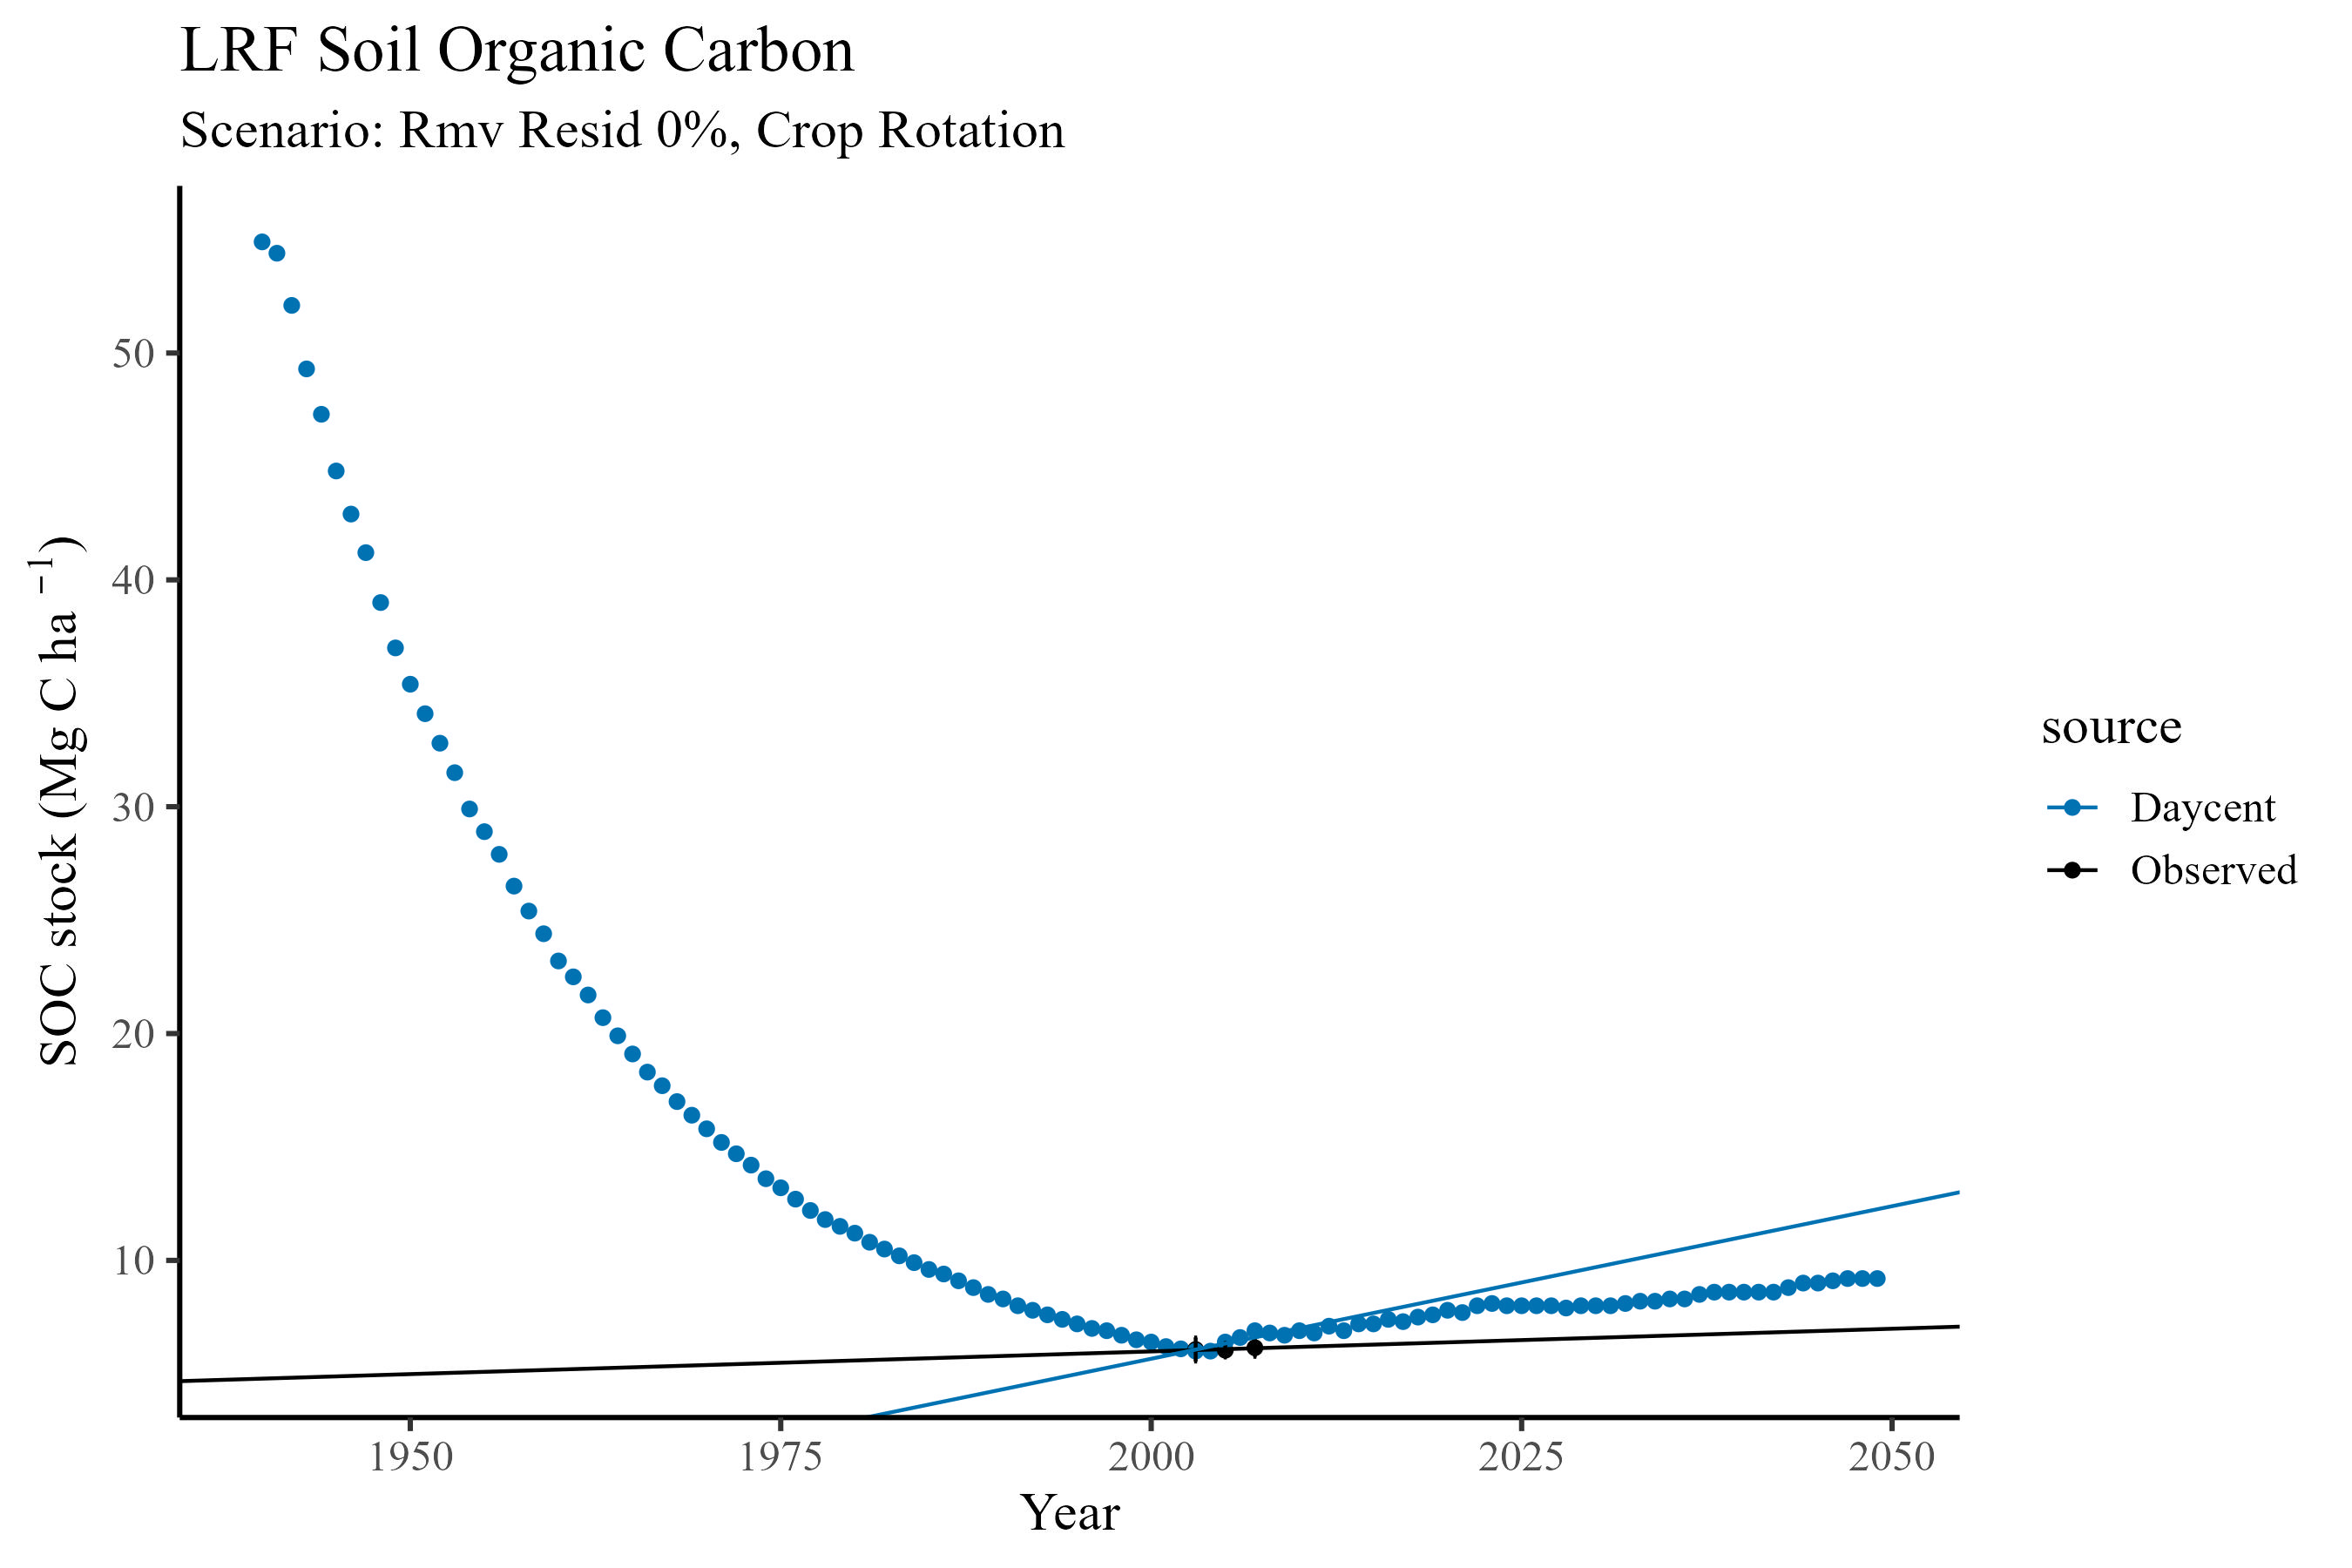 LRF Soil Organic Carbon
Scenario: Rmv Resid 0%, Crop Rotation
SOC stock (Mg C ha⁻¹)
50
40
30
20
10
1950
1975
2000
2025
2050
Year
source
Daycent
Observed